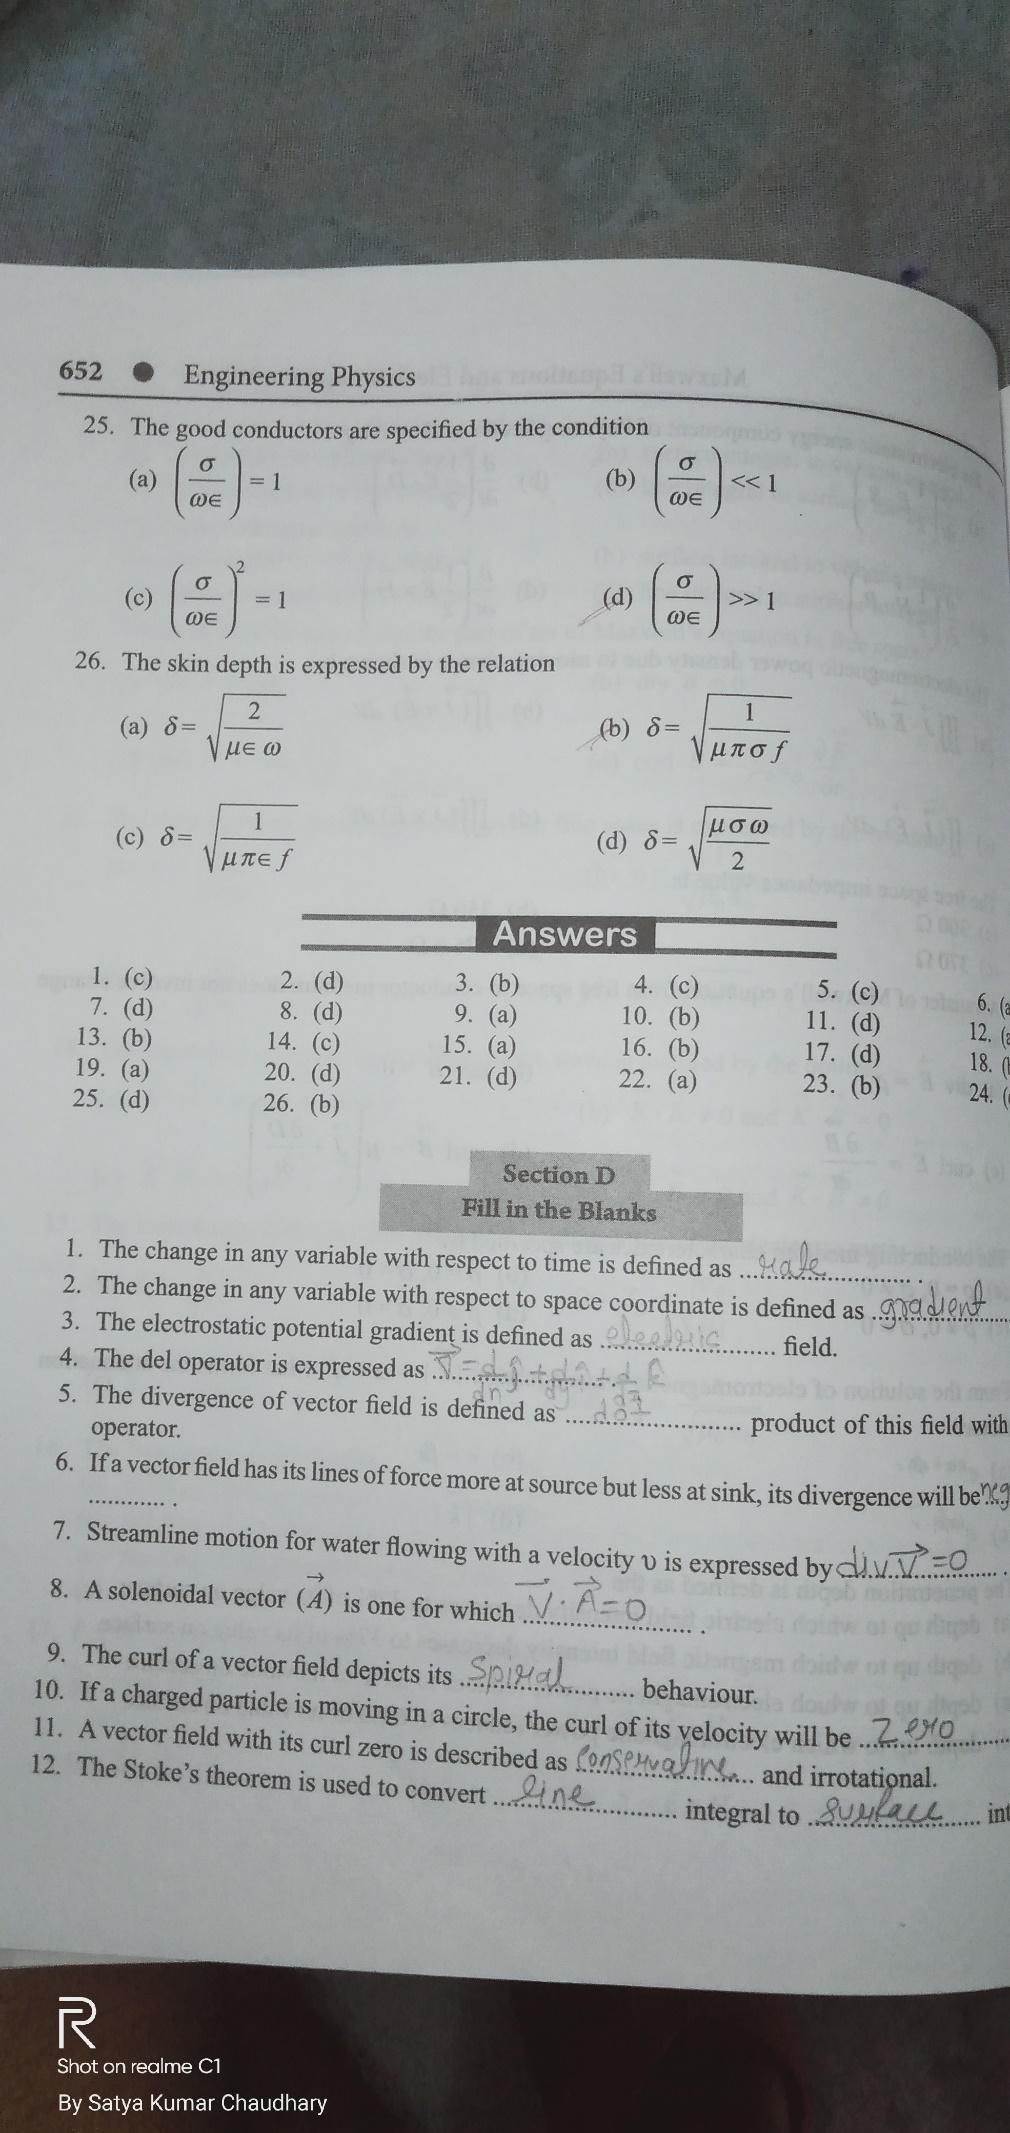 652 ● Engineering Physics
25. The good conductors are specified by the condition
(a) (σ/ω∈) = 1 (b) (σ/ω∈) << 1
(c) (σ/ω∈)² = 1 (d) (σ/ω∈) >> 1
26. The skin depth is expressed by the relation
(a) δ = √(2/μ∈ω) (b) δ = √(1/μπσf)
(c) δ = √(1/μπ∈f) (d) δ = √(μσω/2)
Answers
1. (c) 2. (d) 3. (b) 4. (c) 5. (c) 6. (a
7. (d) 8. (d) 9. (a) 10. (b) 11. (d) 12. (a
13. (b) 14. (c) 15. (a) 16. (b) 17. (d) 18. (
19. (a) 20. (d) 21. (d) 22. (a) 23. (b) 24. (
25. (d) 26. (b)
Section D
Fill in the Blanks
1. The change in any variable with respect to time is defined as rate.
2. The change in any variable with respect to space coordinate is defined as gradient
3. The electrostatic potential gradient is defined as electric field.
4. The del operator is expressed as
5. The divergence of vector field is defined as dot product of this field with
operator.
6. If a vector field has its lines of force more at source but less at sink, its divergence will be neg
............ .
7. Streamline motion for water flowing with a velocity υ is expressed by div V⃗ = 0 .
8. A solenoidal vector (A⃗) is one for which V⃗ · A⃗ = 0 .
9. The curl of a vector field depicts its Spiral behaviour.
10. If a charged particle is moving in a circle, the curl of its velocity will be Zero
11. A vector field with its curl zero is described as Conservative and irrotational.
12. The Stoke's theorem is used to convert line integral to surface int
R
Shot on realme C1
By Satya Kumar Chaudhary